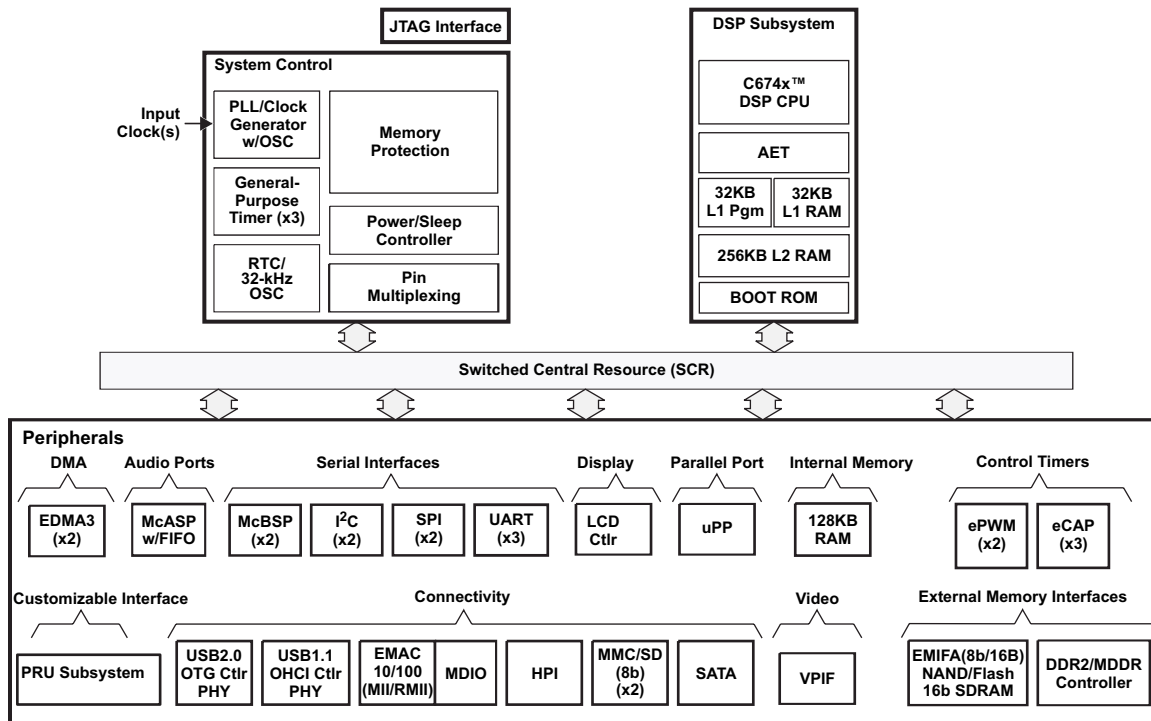 JTAG Interface
System Control
Input
Clock(s)
PLL/Clock
Generator
w/OSC
General-
Purpose
Timer (x3)
RTC/
32-kHz
OSC
Memory
Protection
Power/Sleep
Controller
Pin
Multiplexing
DSP Subsystem
C674x™
DSP CPU
AET
32KB
L1 Pgm
32KB
L1 RAM
256KB L2 RAM
BOOT ROM
Switched Central Resource (SCR)
Peripherals
DMA
EDMA3
(x2)
Audio Ports
McASP
w/FIFO
Serial Interfaces
McBSP
(x2)
I²C
(x2)
SPI
(x2)
UART
(x3)
Display
LCD
Ctlr
Parallel Port
uPP
Internal Memory
128KB
RAM
Control Timers
ePWM
(x2)
eCAP
(x3)
Customizable Interface
PRU Subsystem
Connectivity
USB2.0
OTG Ctlr
PHY
USB1.1
OHCI Ctlr
PHY
EMAC
10/100
(MII/RMII)
MDIO
HPI
MMC/SD
(8b)
(x2)
SATA
Video
VPIF
External Memory Interfaces
EMIFA(8b/16B)
NAND/Flash
16b SDRAM
DDR2/MDDR
Controller